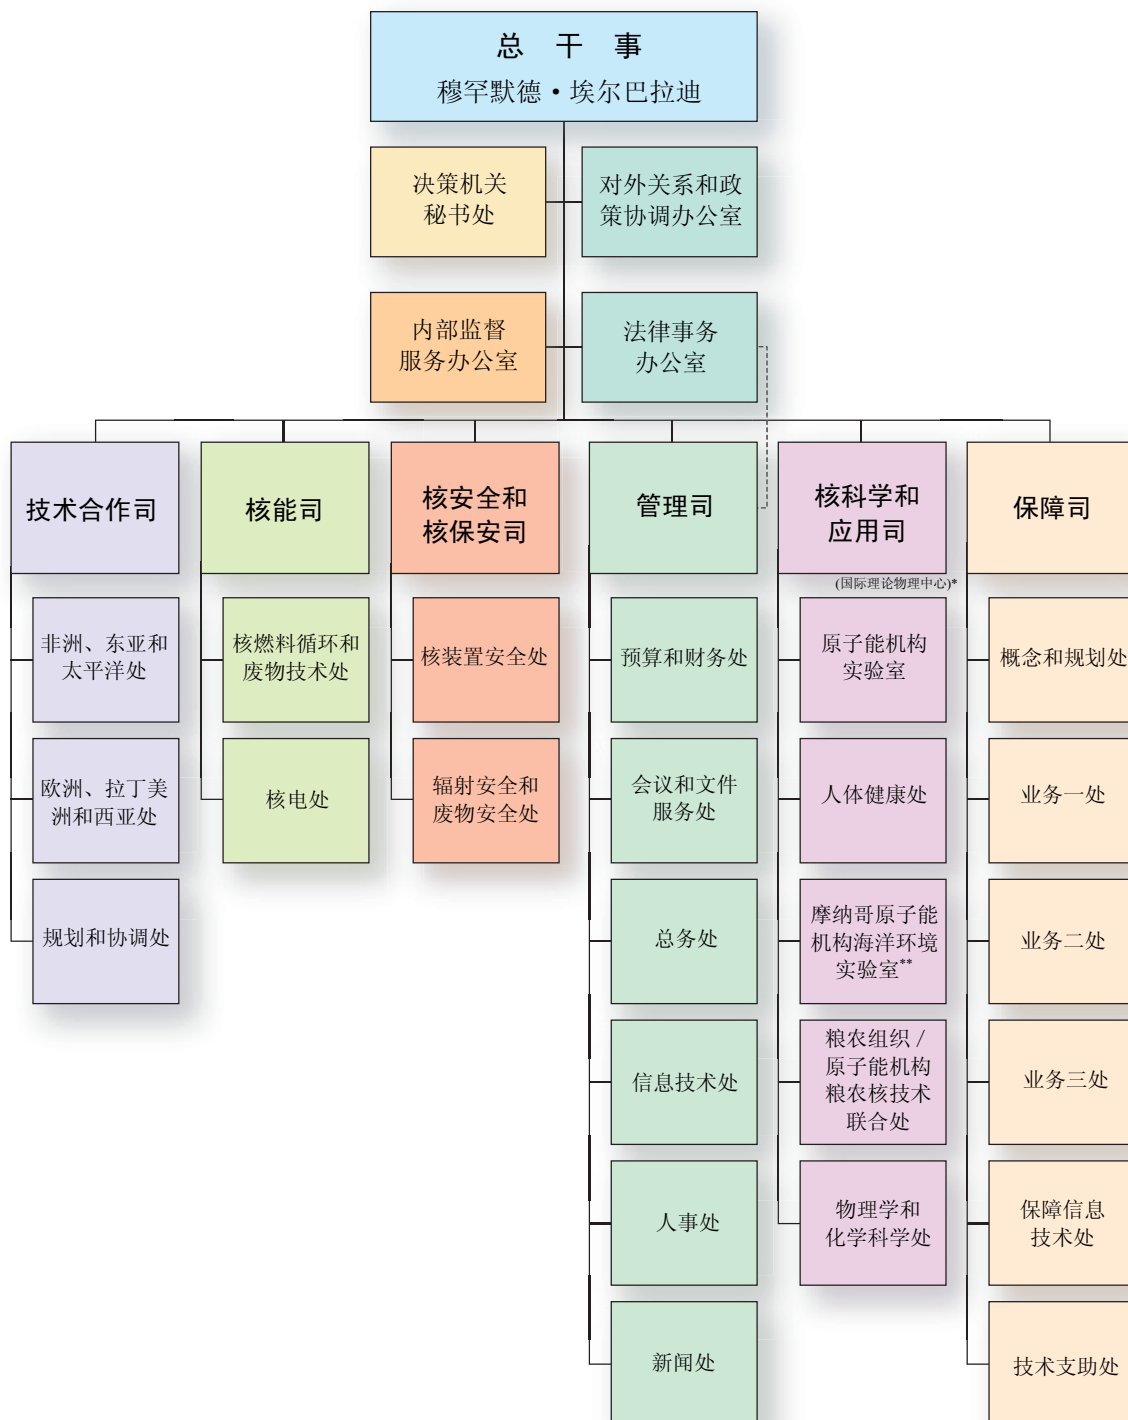 总 干 事
穆罕默德•埃尔巴拉迪
决策机关
秘书处
对外关系和政
策协调办公室
内部监督
服务办公室
法律事务
办公室
技术合作司
非洲、东亚和
太平洋处
欧洲、拉丁美
洲和西亚处
规划和协调处
核能司
核燃料循环和
废物技术处
核电处
核安全和
核保安司
核装置安全处
辐射安全和
废物安全处
管理司
预算和财务处
会议和文件
服务处
总务处
信息技术处
人事处
新闻处
核科学和
应用司
(国际理论物理中心)*
原子能机构
实验室
人体健康处
摩纳哥原子能
机构海洋环境
实验室**
粮农组织 /
原子能机构
粮农核技术
联合处
物理学和
化学科学处
保障司
概念和规划处
业务一处
业务二处
业务三处
保障信息
技术处
技术支助处